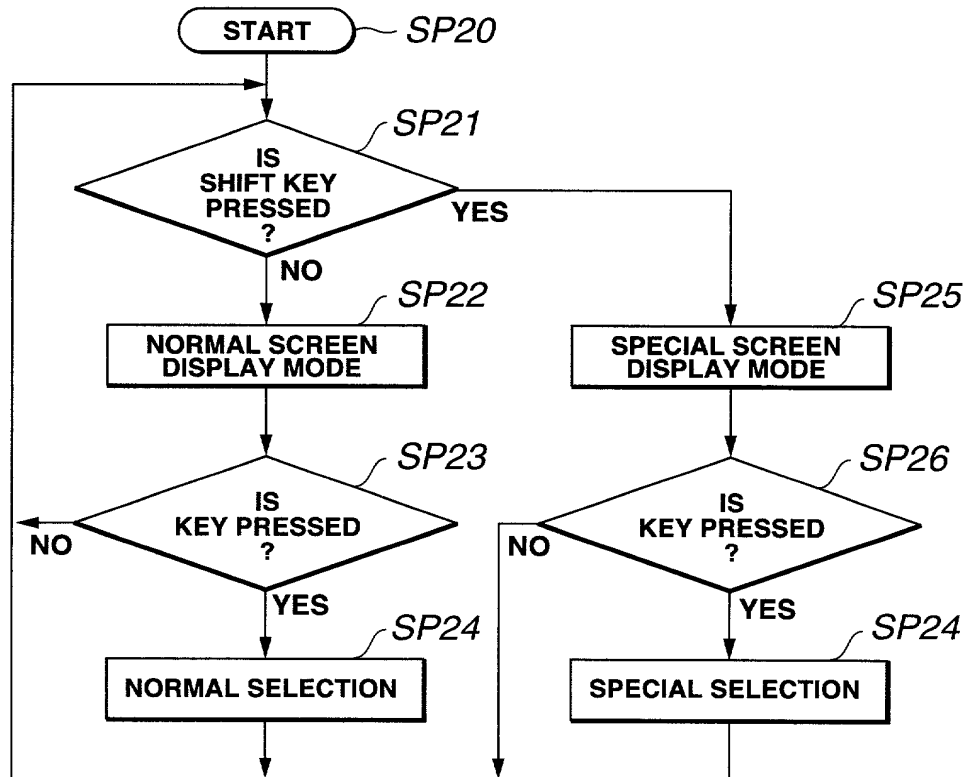 START
SP20
SP21
IS
SHIFT KEY
PRESSED
?
YES
NO
SP22
NORMAL SCREEN
DISPLAY MODE
SP25
SPECIAL SCREEN
DISPLAY MODE
SP23
IS
KEY PRESSED
?
NO
YES
SP26
IS
KEY PRESSED
?
NO
YES
SP24
NORMAL SELECTION
SP24
SPECIAL SELECTION